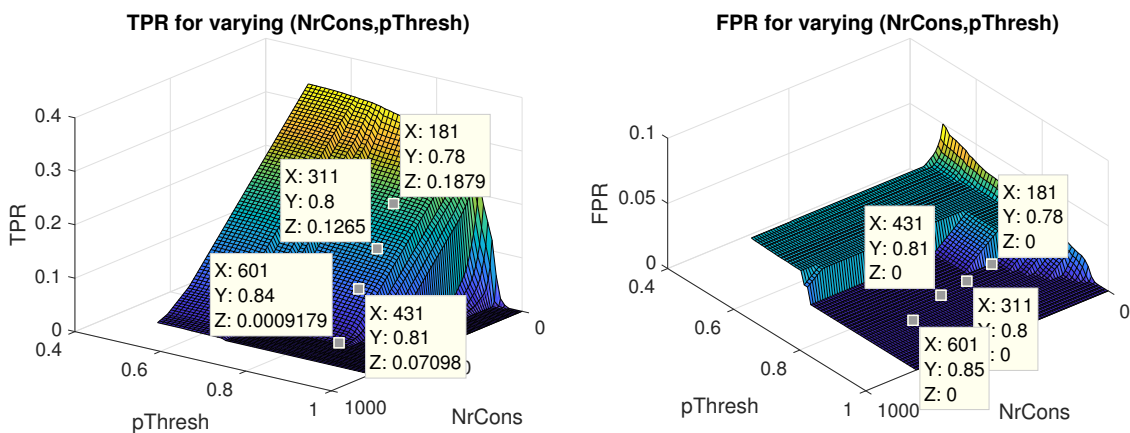 TPR for varying (NrCons,pThresh)
0.4
0.3
0.2
0.1
0
TPR
0.4
0.6
0.8
1
pThresh
1000
0
0
NrCons
X: 181
Y: 0.78
Z: 0.1879
X: 311
Y: 0.8
Z: 0.1265
X: 601
Y: 0.84
Z: 0.0009179
X: 431
Y: 0.81
Z: 0.07098
FPR for varying (NrCons,pThresh)
0.1
0.05
0
FPR
0.4
0.6
0.8
1
pThresh
1000
0
NrCons
X: 181
Y: 0.78
Z: 0
X: 431
Y: 0.81
Z: 0
X: 311
Y: 0.8
Z: 0
X: 601
Y: 0.85
Z: 0